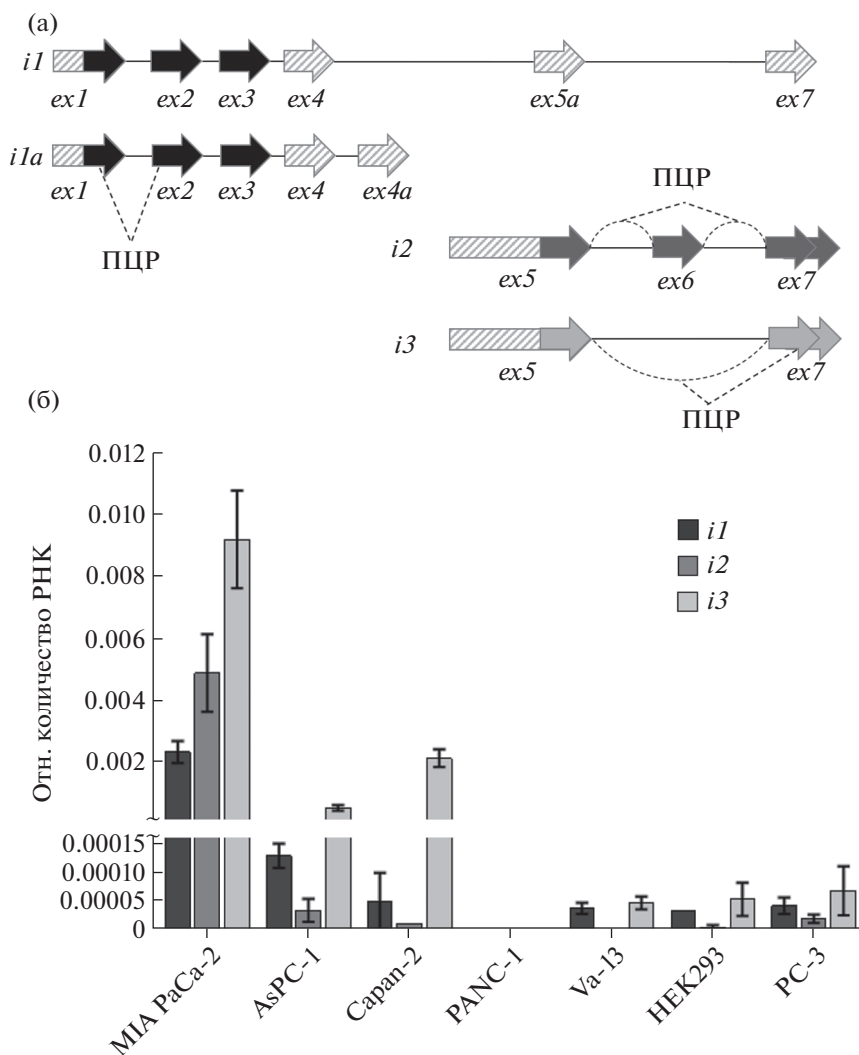 (а)
i1
ex1 ex2 ex3 ex4 ex5a ex7
i1a
ex1 ex2 ex3 ex4 ex4a
ПЦР
ПЦР
i2
ex5 ex6 ex7
i3
ex5 ex7
ПЦР
(б)
Отн. количество РНК
0.012
0.010
0.008
0.006
0.004
0.002
~ ~
0.00015
0.00010
0.00005
0
i1
i2
i3
MIA PaCa-2
AsPC-1
Capan-2
PANC-1
Va-13
HEK293
PC-3